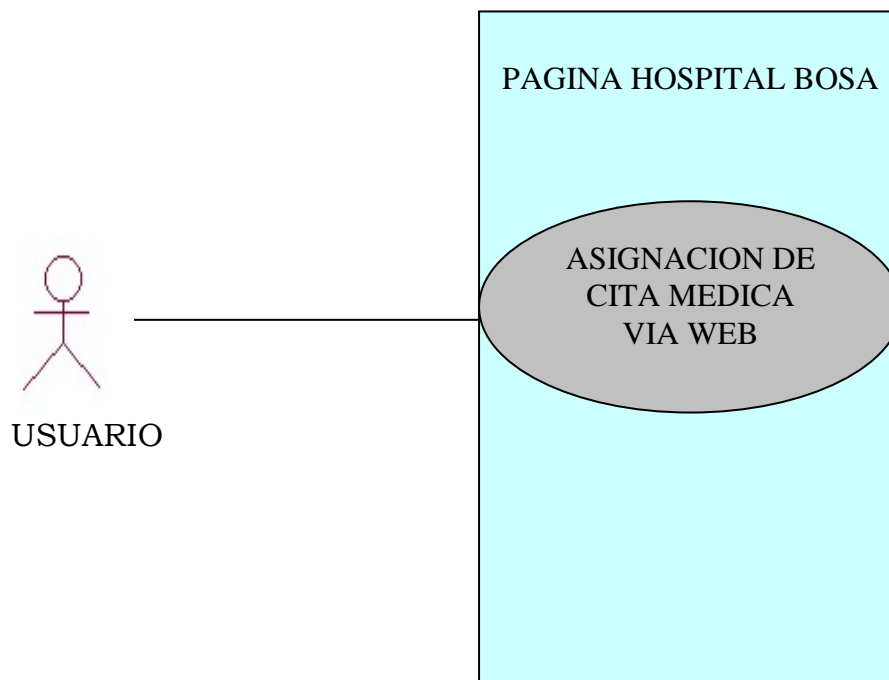 PAGINA HOSPITAL BOSA
ASIGNACION DE
CITA MEDICA
VIA WEB
USUARIO